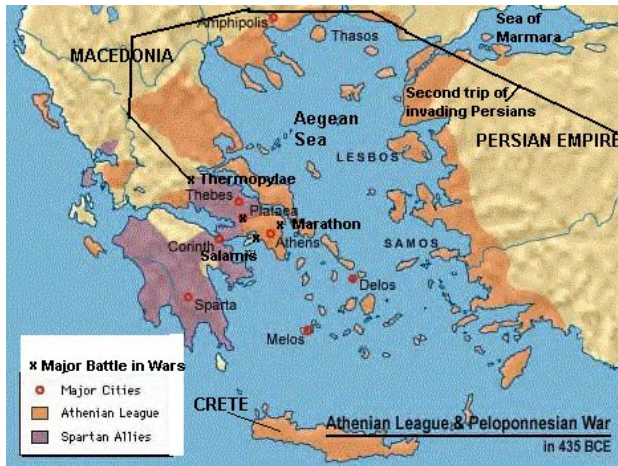 Amphipolis
Sea of
Marmara
MACEDONIA
Thasos
Second trip of
invading Persians
Aegean
Sea
PERSIAN EMPIRE
LESBOS
Thermopylae
Thebes
Plataea
Marathon
Corinth
Athens
Salamis
SAMOS
Delos
Sparta
Melos
x Major Battle in Wars
Major Cities
Athenian League
Spartan Allies
CRETE
Athenian League & Peloponnesian War
in 435 BCE